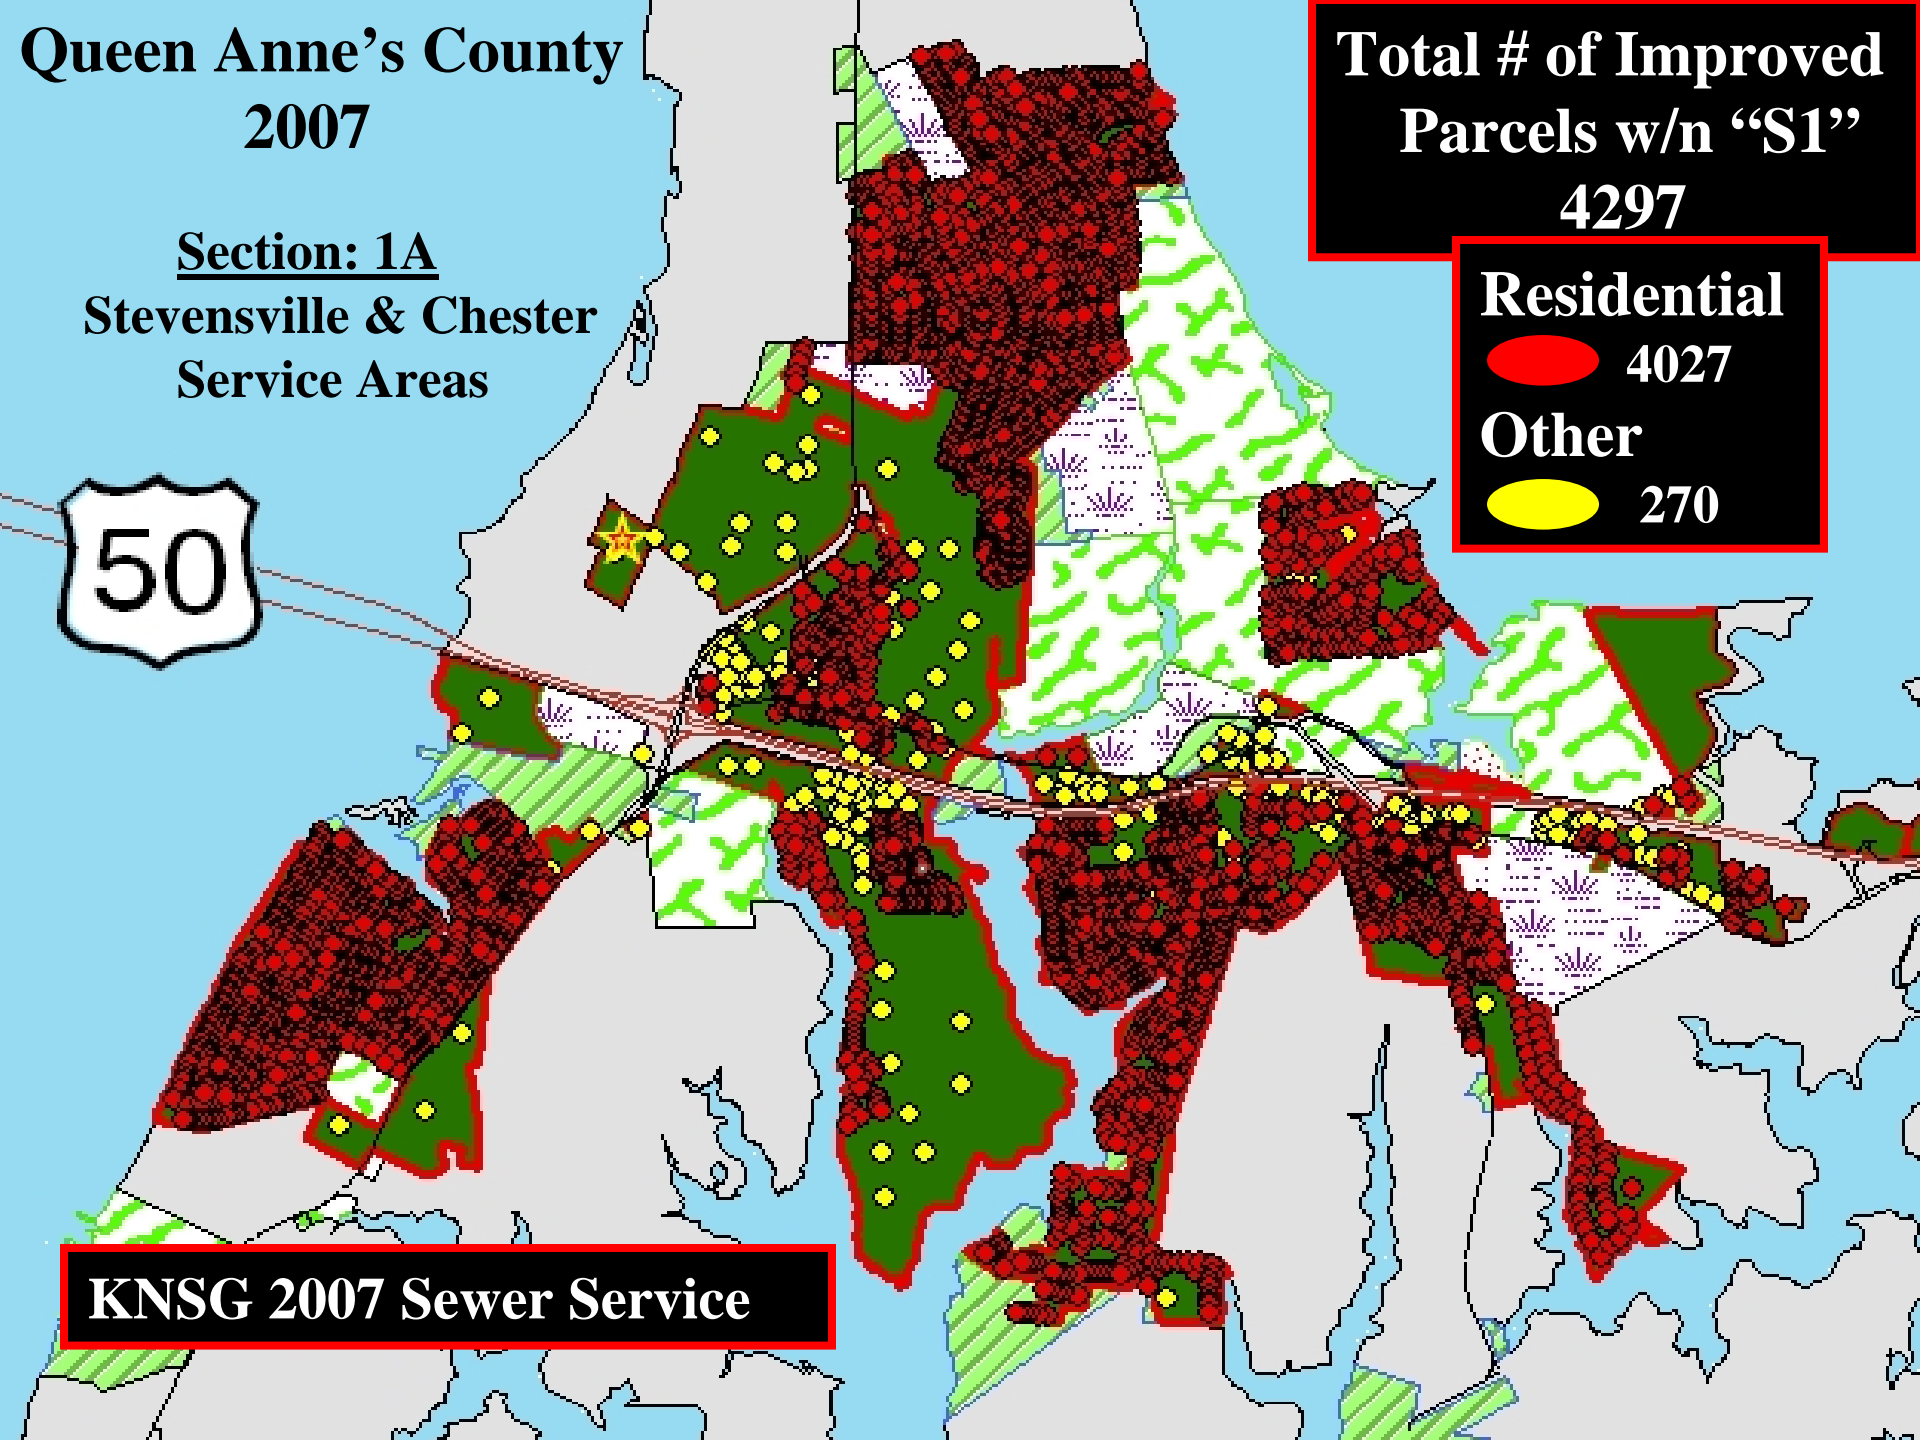 Queen Anne’s County
2007
Section: 1A
Stevensville & Chester
Service Areas
50
Total # of Improved
Parcels w/n “S1”
4297
Residential
4027
Other
270
KNSG 2007 Sewer Service